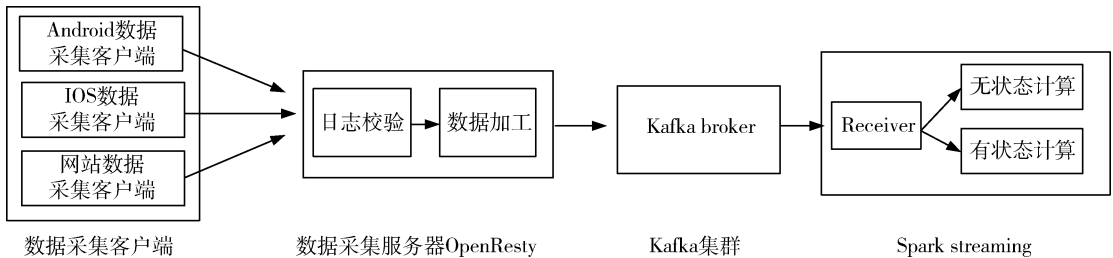 Android数据
采集客户端
IOS数据
采集客户端
网站数据
采集客户端
日志校验
数据加工
Kafka broker
Receiver
无状态计算
有状态计算
数据采集客户端
数据采集服务器OpenResty
Kafka集群
Spark streaming